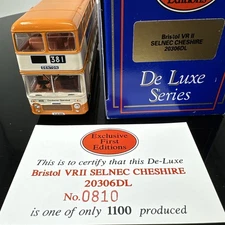 381
Editions
Bristol VR II
SELNEC CHESHIRE
20306DL
De Luxe
Series
Exclusive
First
Editions
This is to certify that this De-Luxe
Bristol VRII SELNEC CHESHIRE
20306DL
No. 0810
is one of only 1100 produced